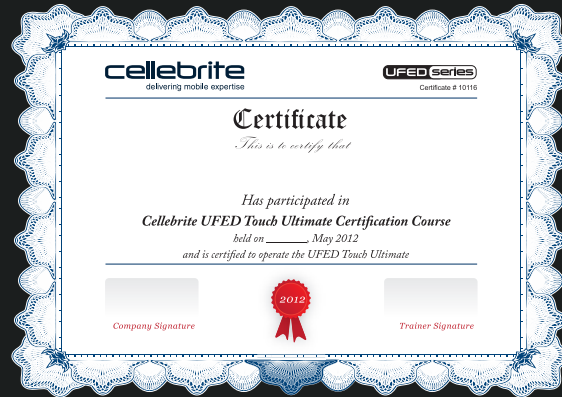 cellebrite
delivering mobile expertise
UFED series
Certificate # 10116
Certificate
This is to certify that
Has participated in
Cellebrite UFED Touch Ultimate Certification Course
held on ______, May 2012
and is certified to operate the UFED Touch Ultimate
2012
Company Signature
Trainer Signature